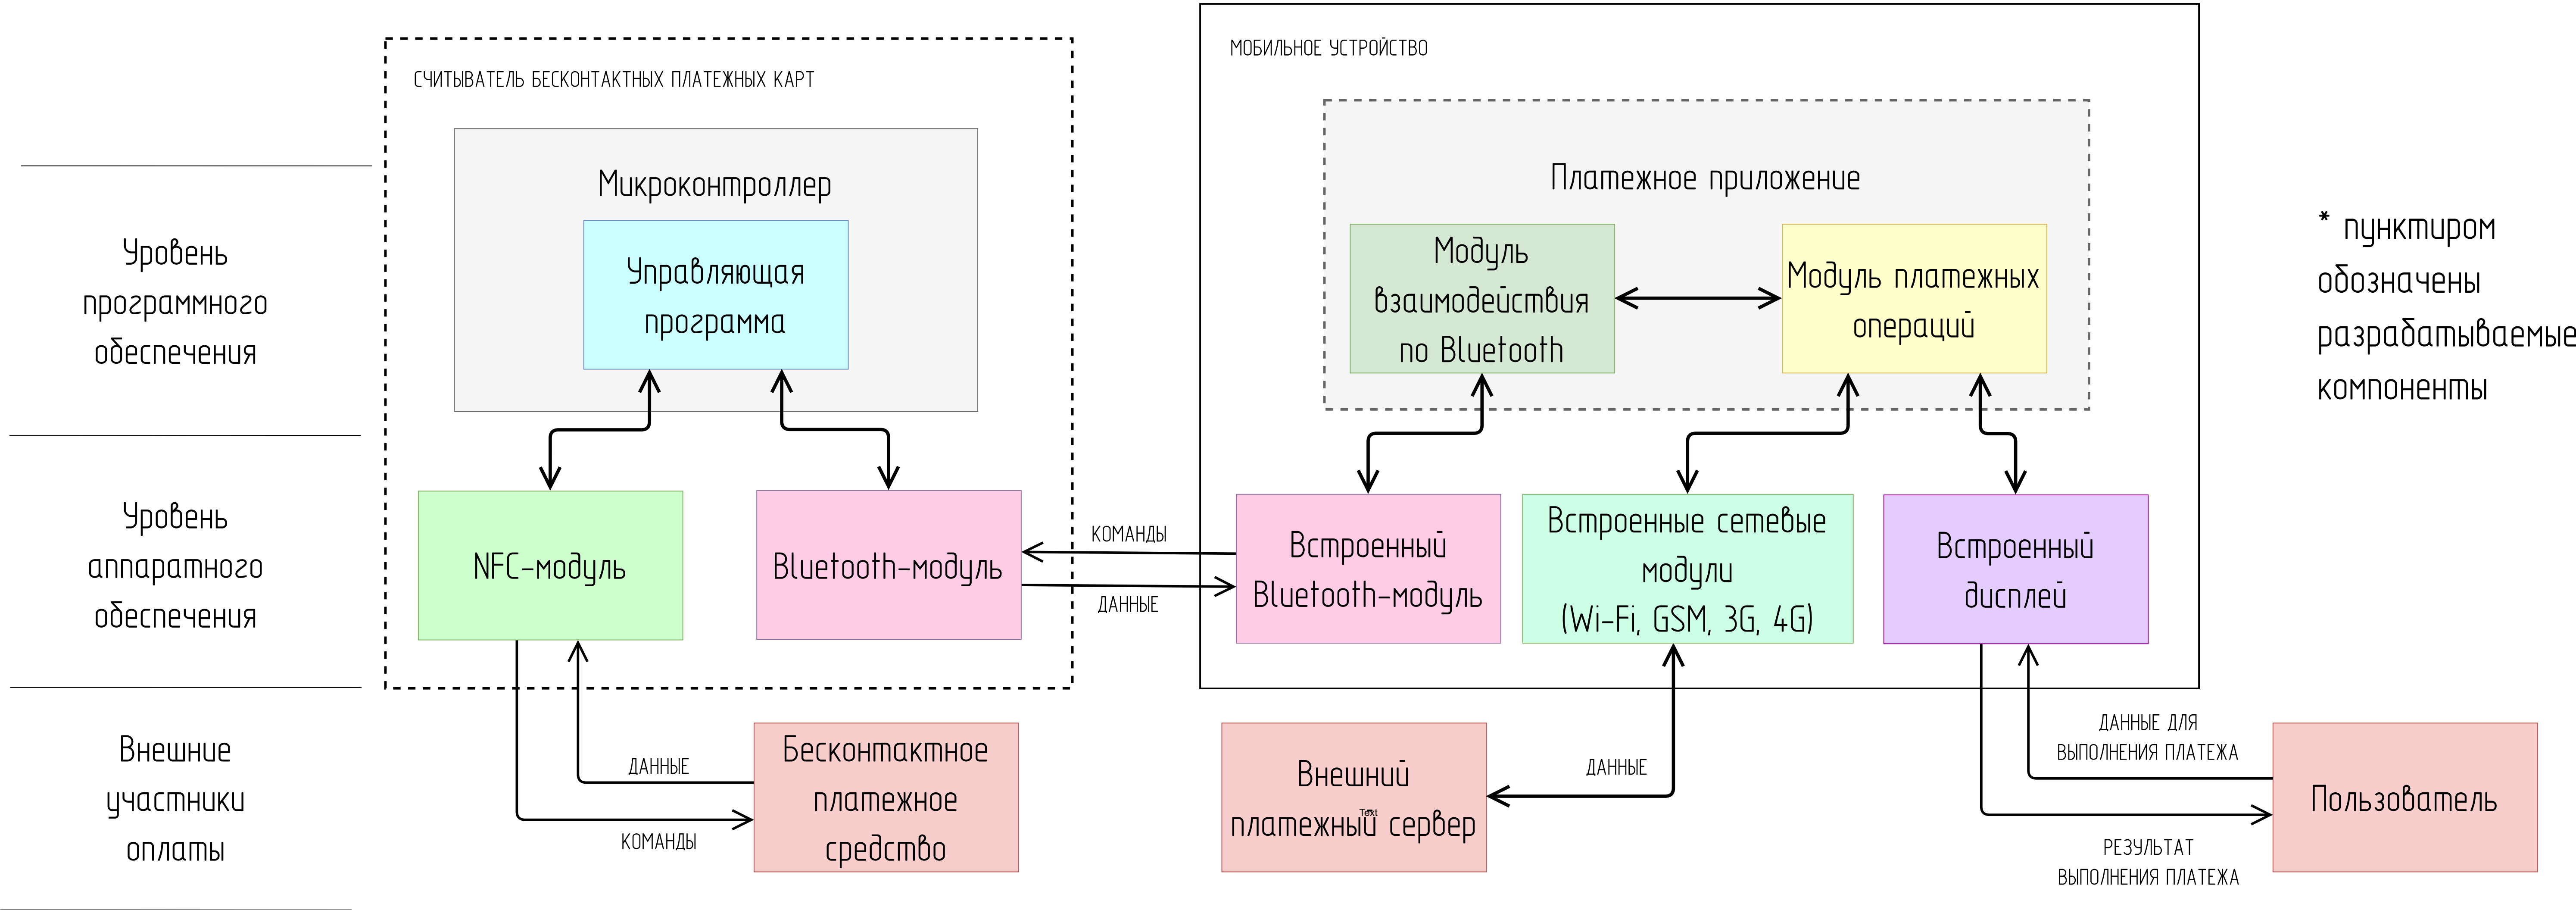 СЧИТЫВАТЕЛЬ БЕСКОНТАКТНЫХ ПЛАТЕЖНЫХ КАРТ
МОБИЛЬНОЕ УСТРОЙСТВО
Уровень
программного
обеспечения
Микроконтроллер
Управляющая
программа
Платежное приложение
Модуль
взаимодействия
по Bluetooth
Модуль платежных
операций
* пунктиром
обозначены
разрабатываемые
компоненты
Уровень
аппаратного
обеспечения
NFC-модуль
Bluetooth-модуль
КОМАНДЫ
ДАННЫЕ
Встроенный
Bluetooth-модуль
Встроенные сетевые
модули
(Wi-Fi, GSM, 3G, 4G)
Встроенный
дисплей
Внешние
участники
оплаты
ДАННЫЕ
КОМАНДЫ
Бесконтактное
платежное
средство
Внешний
платежный сервер
Text
ДАННЫЕ
ДАННЫЕ ДЛЯ
ВЫПОЛНЕНИЯ ПЛАТЕЖА
РЕЗУЛЬТАТ
ВЫПОЛНЕНИЯ ПЛАТЕЖА
Пользователь